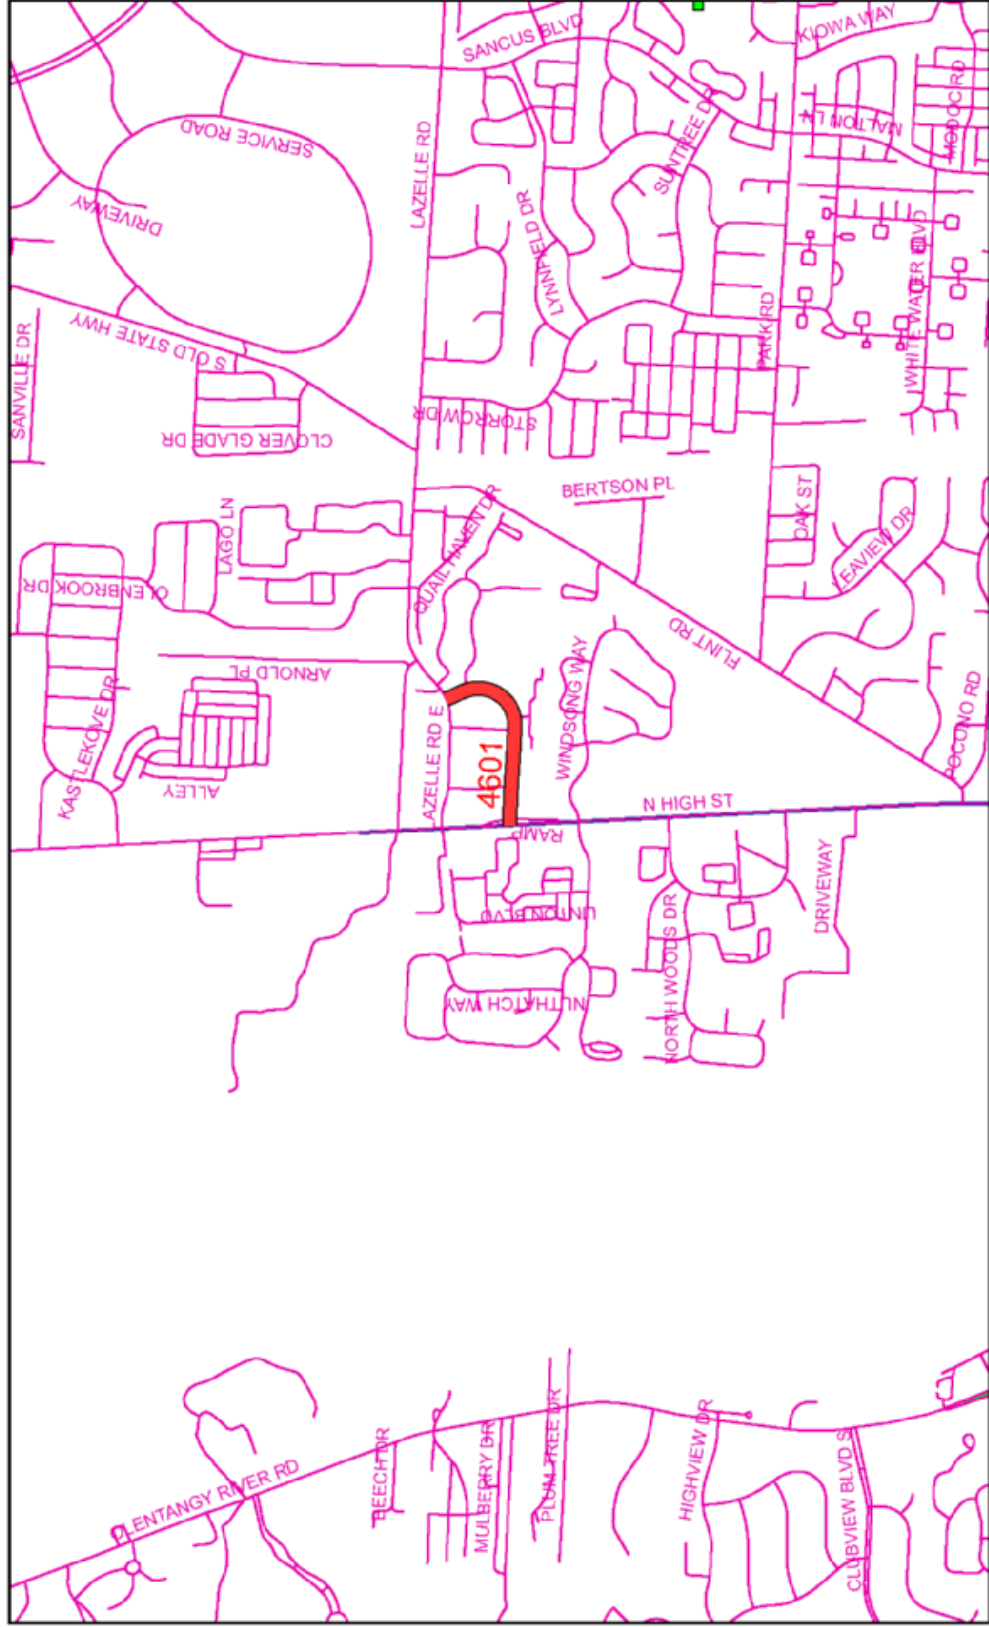 SANCUS BLVD
KIOWA WAY
SERVICE ROAD
LAZELLE RD
SUNTREE DR
MALTON LN
MODOC RD
DRIVEWAY
LYNNFIELD DR
WHITE WATER BLVD
S OLD STATE HWY
SANVILLE DR
PARK RD
CLOVER GLADE DR
STORROW DR
BERTSON PL
OAK ST
LAGO LN
QUAIL HAVEN DR
LEAVIEW DR
OLENBROOK DR
FLINT RD
ARNOLD PL
WINDSONG WAY
KASTLEKOVE DR
LAZELLE RD E
POCONO RD
4601
ALLEY
N HIGH ST
RAMP
DRIVEWAY
LINTON BLVD
NORTH WOODS DR
NUTHATCH WAY
OLENTANGY RIVER RD
BEECH DR
MULBERRY DR
PLUM TREE DR
HIGHVIEW DR
CLUBVIEW BLVD S